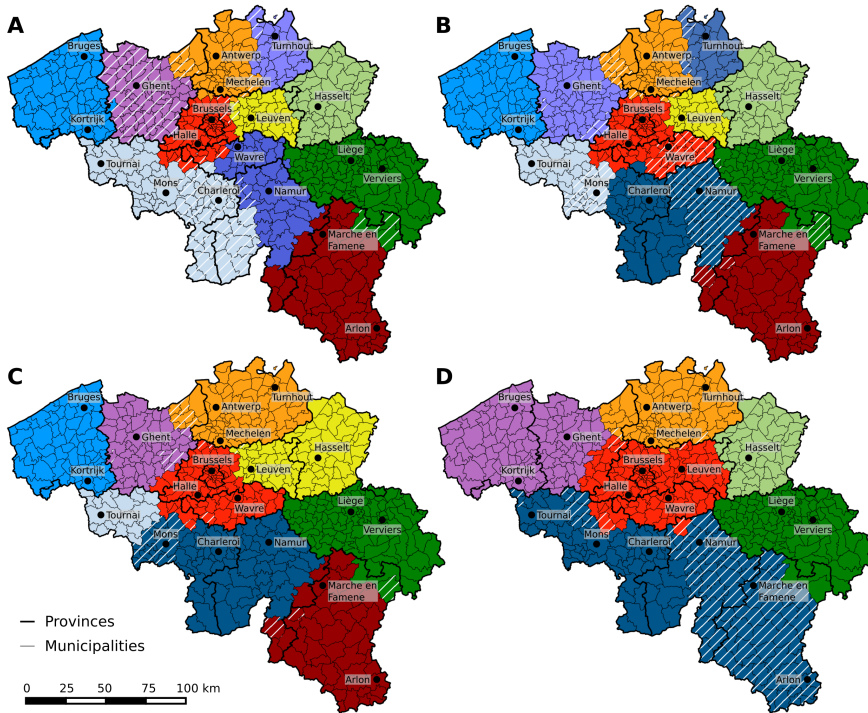 A
Bruges
Turnhout
Antwerp
Mechelen
Ghent
Hasselt
Brussels
Leuven
Kortrijk
Halle
Wavre
Liège
Tournai
Verviers
Mons
Charleroi
Namur
Marche en
Famene
Arlon
B
Bruges
Turnhout
Antwerp
Mechelen
Ghent
Hasselt
Brussels
Leuven
Kortrijk
Halle
Wavre
Liège
Tournai
Verviers
Mons
Charleroi
Namur
Marche en
Famene
Arlon
C
Bruges
Turnhout
Antwerp
Mechelen
Ghent
Hasselt
Brussels
Leuven
Kortrijk
Halle
Wavre
Liège
Tournai
Verviers
Mons
Charleroi
Namur
Marche en
Famene
Arlon
Provinces
Municipalities
0 25 50 75 100 km
D
Bruges
Turnhout
Antwerp
Mechelen
Ghent
Hasselt
Brussels
Leuven
Kortrijk
Halle
Wavre
Liège
Tournai
Verviers
Mons
Charleroi
Namur
Marche en
Famene
Arlon